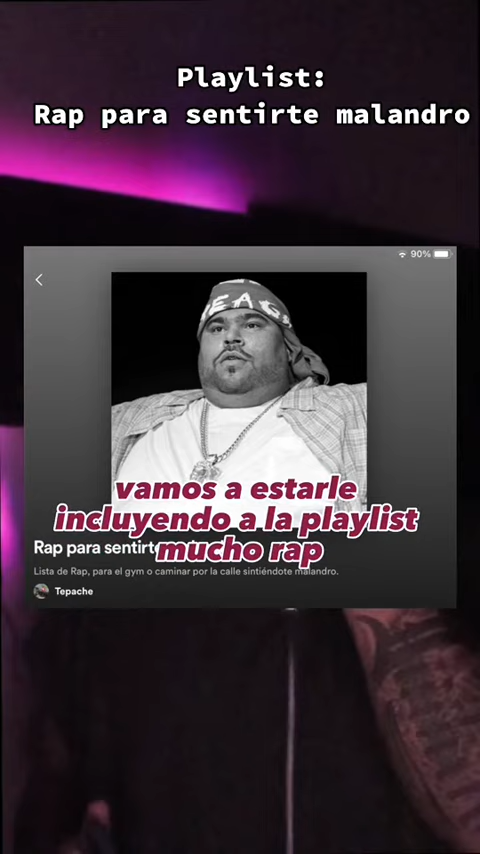 Playlist:
Rap para sentirte malandro
90%
EAG
vamos a estarle
incluyendo a la playlist
mucho rap
Rap para sentirt
Lista de Rap, para el gym o caminar por la calle sintiéndote malandro.
Tepache